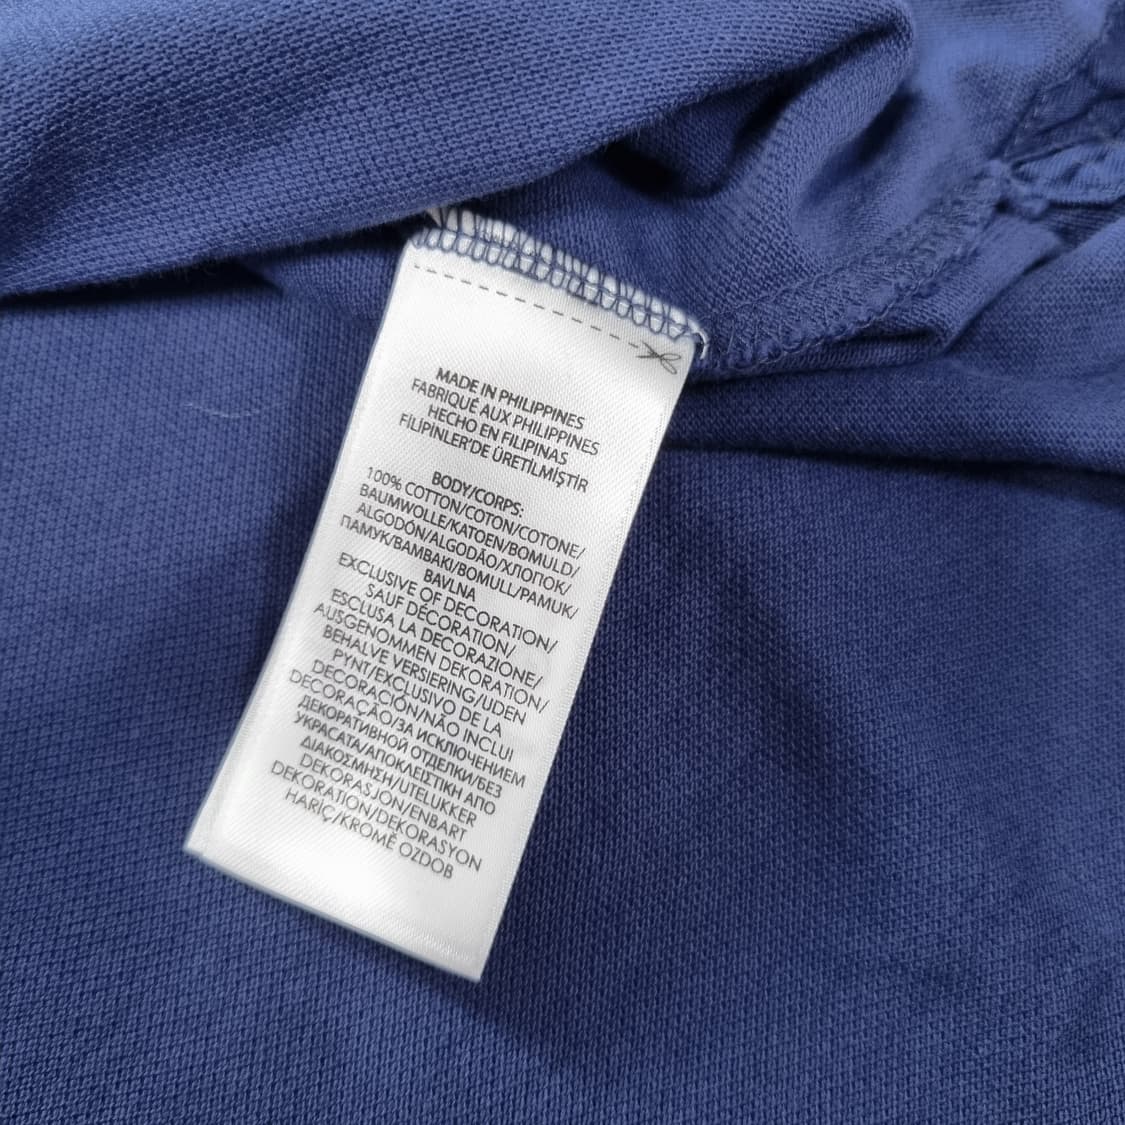 MADE IN PHILIPPINES
FABRIQUÉ AUX PHILIPPINES
HECHO EN FILIPINAS
FİLİPİNLER'DE ÜRETİLMİŞTİR
BODY/CORPS:
100% COTTON/COTON/COTONE/
BAUMWOLLE/KATOEN/BOMULD/
ALGODÓN/ALGODÃO/ХЛОПОК/
ПАМУК/ΒΑΜΒΑΚΙ/BOMULL/PAMUK/
BAVLNA
EXCLUSIVE OF DECORATION/
SAUF DÉCORATION/
ESCLUSA LA DECORAZIONE/
AUSGENOMMEN DEKORATION/
BEHALVE VERSIERING/UDEN
PYNT/EXCLUSIVO DE LA
DECORACIÓN/NÃO INCLUI
DECORAÇÃO/ЗА ИСКЛЮЧЕНИЕМ
ДЕКОРАТИВНОЙ ОТДЕЛКИ/БЕЗ
УКРАСАТА/ΑΠΟΚΛΕΙΣΤΙΚΗ ΑΠΟ
ΔΙΑΚΟΣΜΗΣΗ/UTELUKKER
DEKORASJON/ENBART
DEKORATION/DEKORASYON
HARİÇ/KROMĚ OZDOB